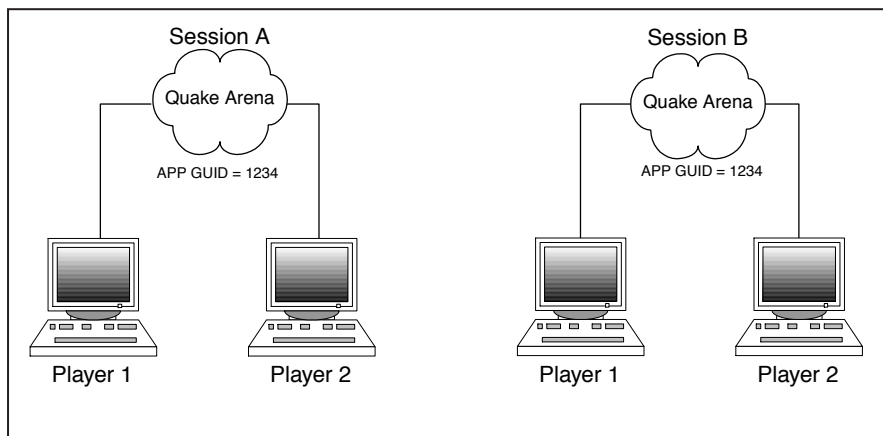 Session A
Quake Arena
APP GUID = 1234
Player 1
Player 2
Session B
Quake Arena
APP GUID = 1234
Player 1
Player 2